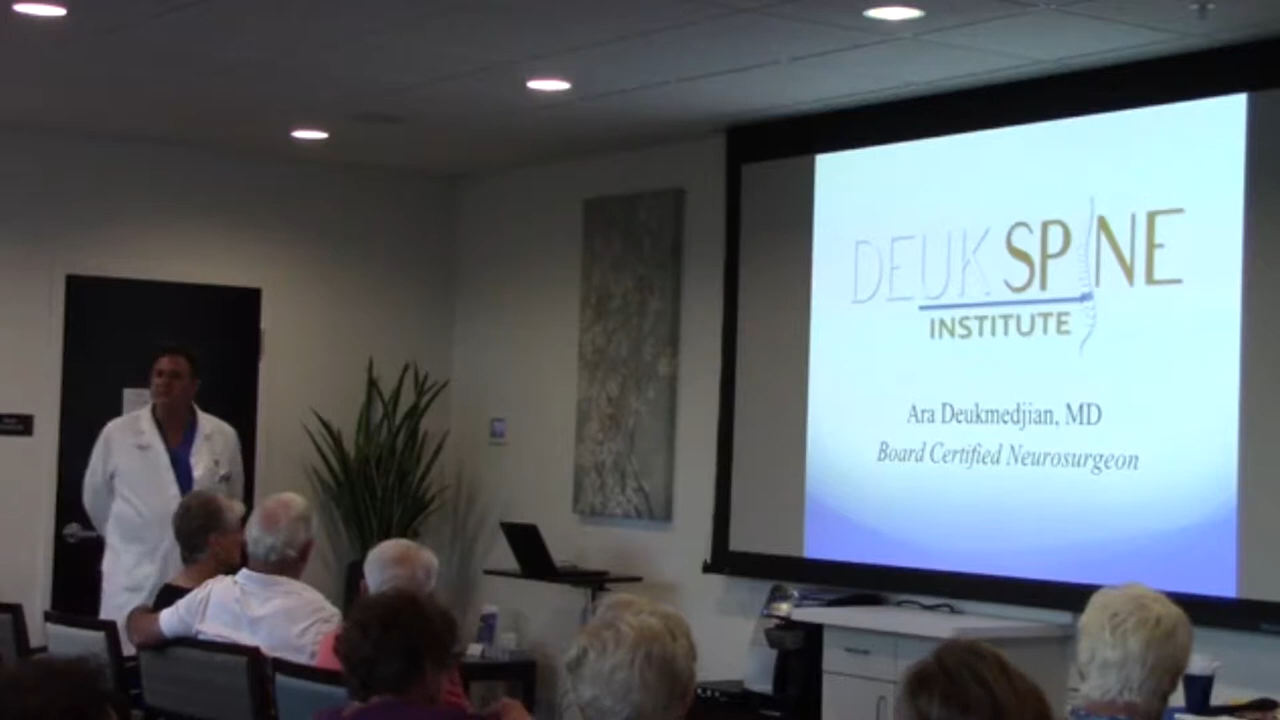 DEUK SPINE
INSTITUTE
Ara Deukmedjian, MD
Board Certified Neurosurgeon